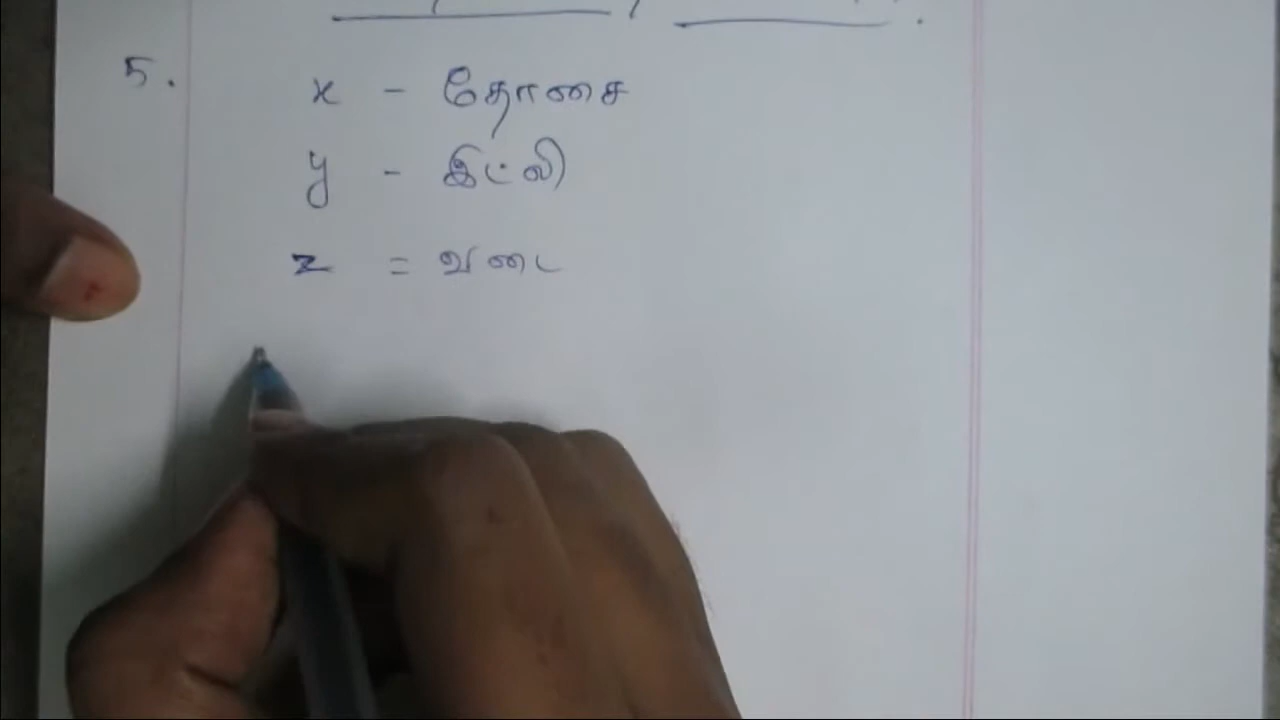 5. x - தோசை
y - இட்லி
z = வடை